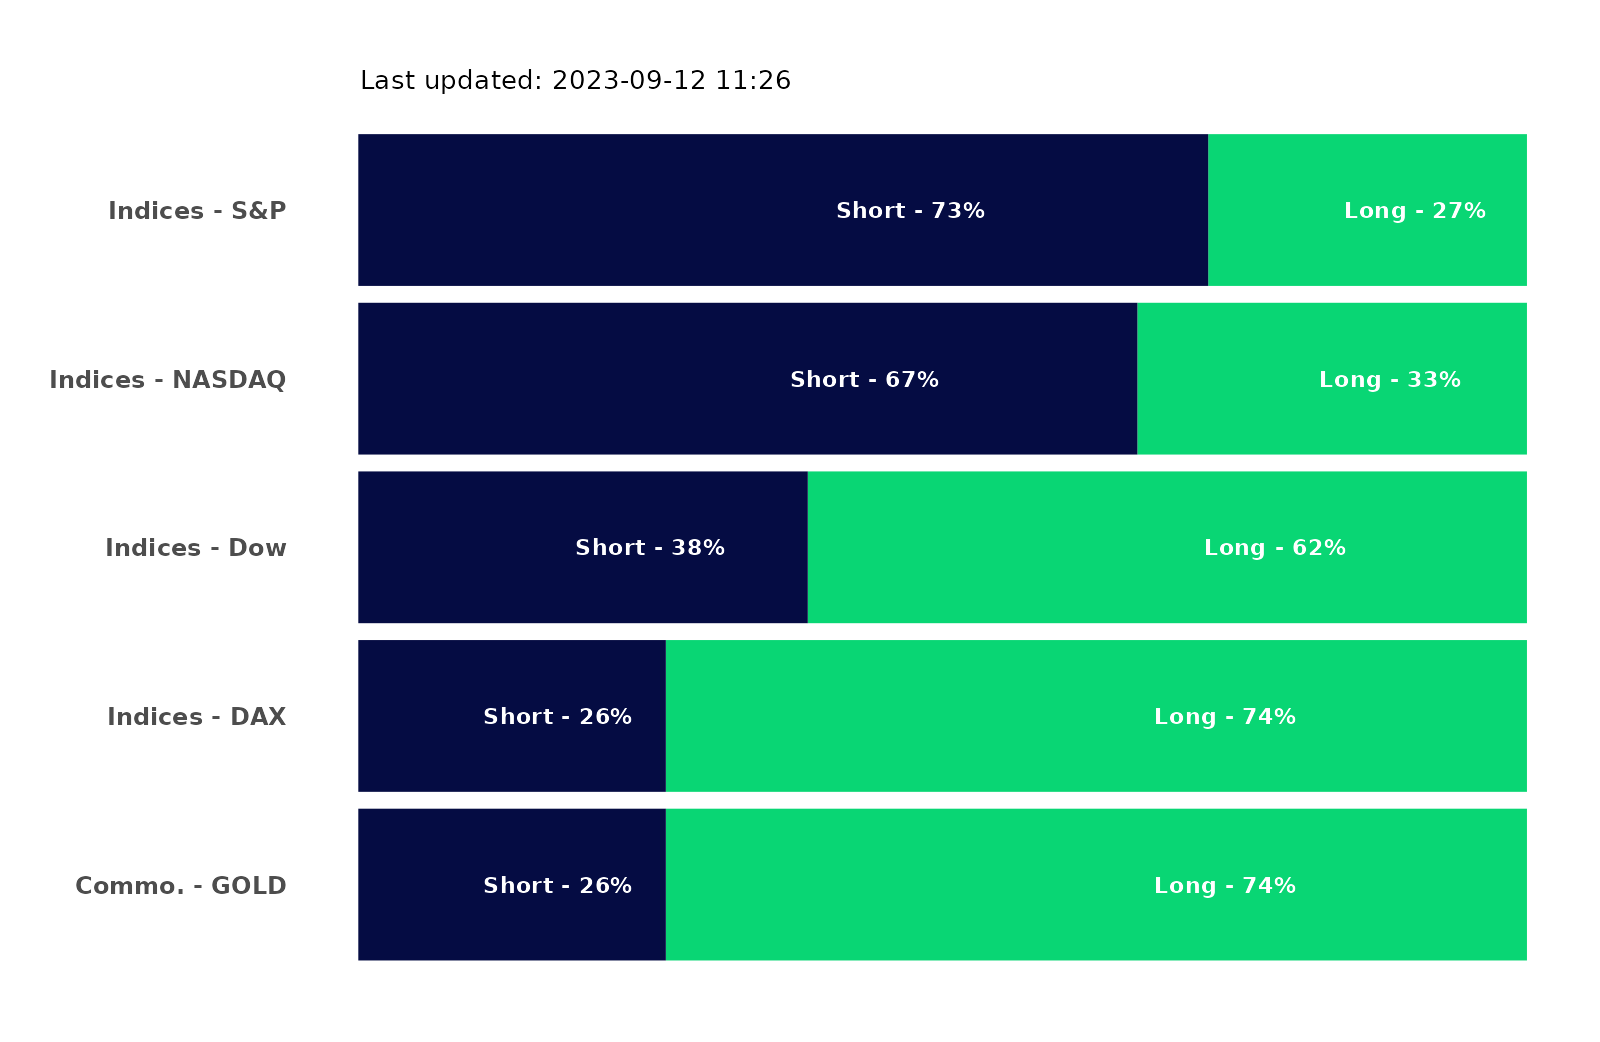 Last updated: 2023-09-12 11:26
Indices - S&P Short - 73% Long - 27%
Indices - NASDAQ Short - 67% Long - 33%
Indices - Dow Short - 38% Long - 62%
Indices - DAX Short - 26% Long - 74%
Commo. - GOLD Short - 26% Long - 74%